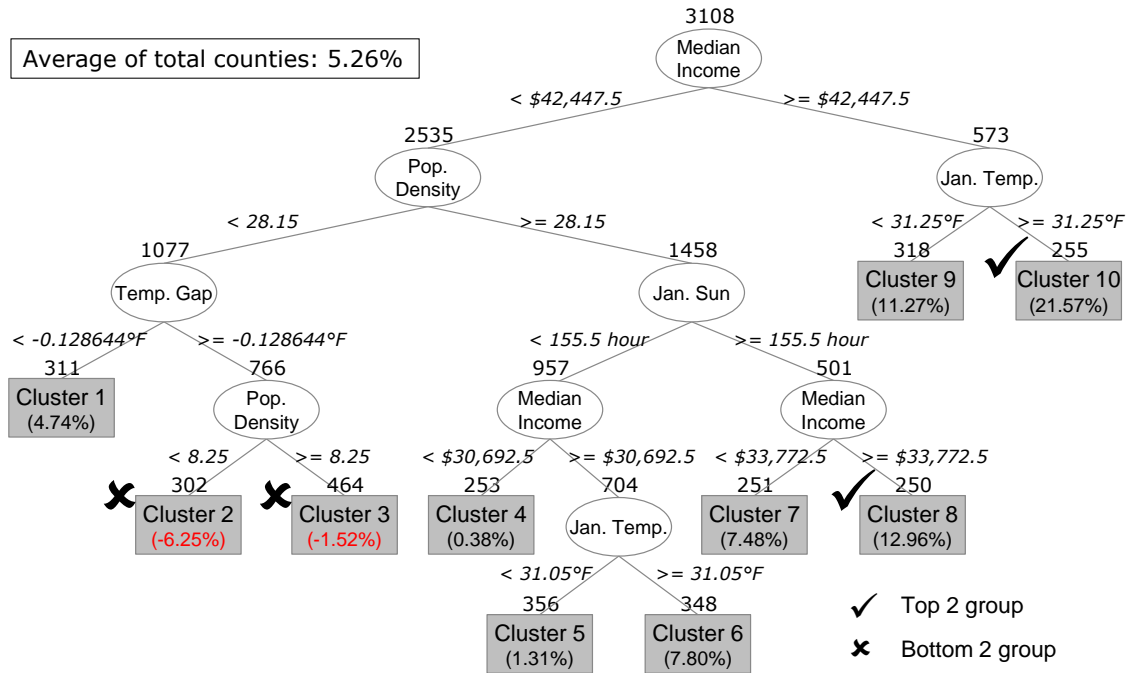 3108
Average of total counties: 5.26%
Median
Income
< $42,447.5
>= $42,447.5
2535
573
Pop.
Density
Jan. Temp.
< 28.15
>= 28.15
< 31.25°F
>= 31.25°F
1077
1458
318
255
Temp. Gap
Jan. Sun
Cluster 9
(11.27%)
Cluster 10
(21.57%)
< -0.128644°F
>= -0.128644°F
< 155.5 hour
>= 155.5 hour
311
766
957
501
Cluster 1
(4.74%)
Pop.
Density
Median
Income
Median
Income
< 8.25
>= 8.25
< $30,692.5
>= $30,692.5
< $33,772.5
>= $33,772.5
302
464
253
704
251
250
Cluster 2
(-6.25%)
Cluster 3
(-1.52%)
Cluster 4
(0.38%)
Jan. Temp.
Cluster 7
(7.48%)
Cluster 8
(12.96%)
< 31.05°F
>= 31.05°F
356
348
Cluster 5
(1.31%)
Cluster 6
(7.80%)
Top 2 group
Bottom 2 group